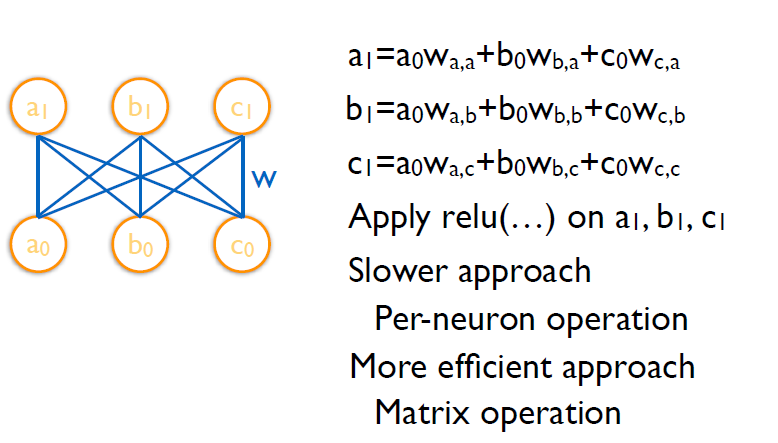 a1 b1 c1
w
a0 b0 c0
a1=a0wa,a+b0wb,a+c0wc,a
b1=a0wa,b+b0wb,b+c0wc,b
c1=a0wa,c+b0wb,c+c0wc,c
Apply relu(…) on a1, b1, c1
Slower approach
Per-neuron operation
More efficient approach
Matrix operation